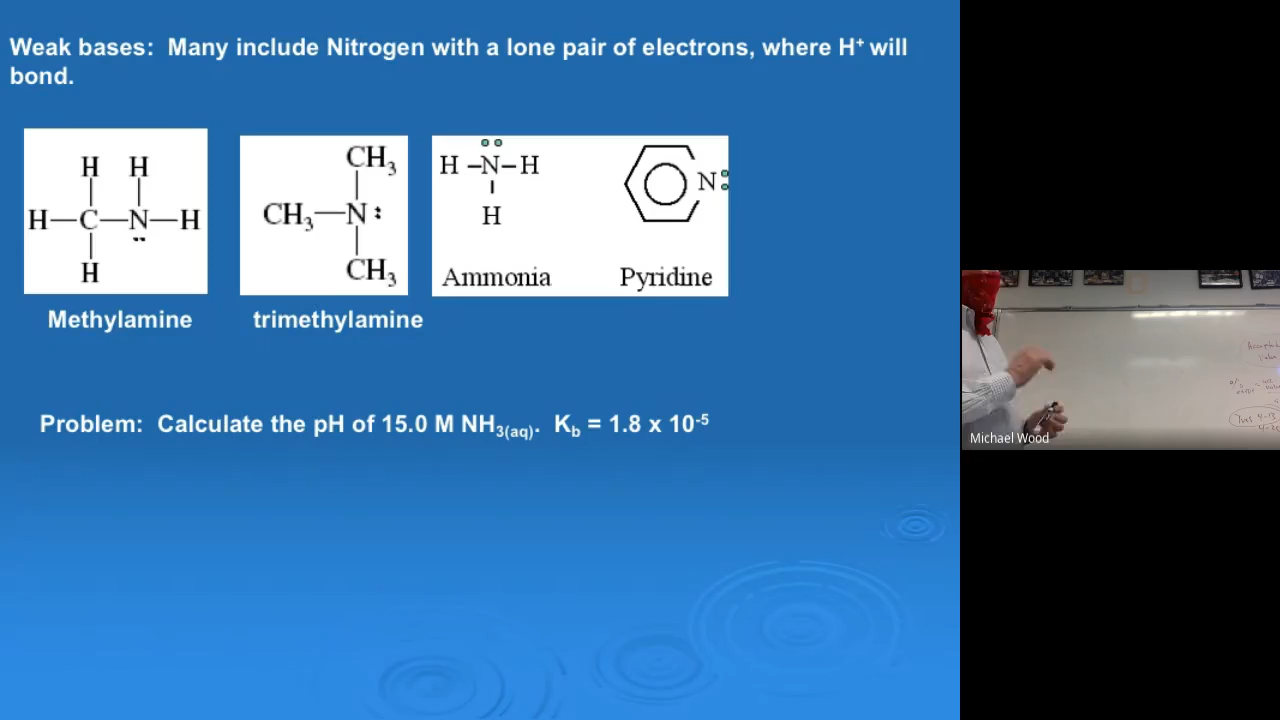 Weak bases: Many include Nitrogen with a lone pair of electrons, where H⁺ will
bond.
H H
H—C—N—H
H
Methylamine
CH₃
CH₃—N:
CH₃
trimethylamine
H–N–H
H
Ammonia
N:
Pyridine
Problem: Calculate the pH of 15.0 M NH₃(aq). K_b = 1.8 x 10⁻⁵
Michael Wood